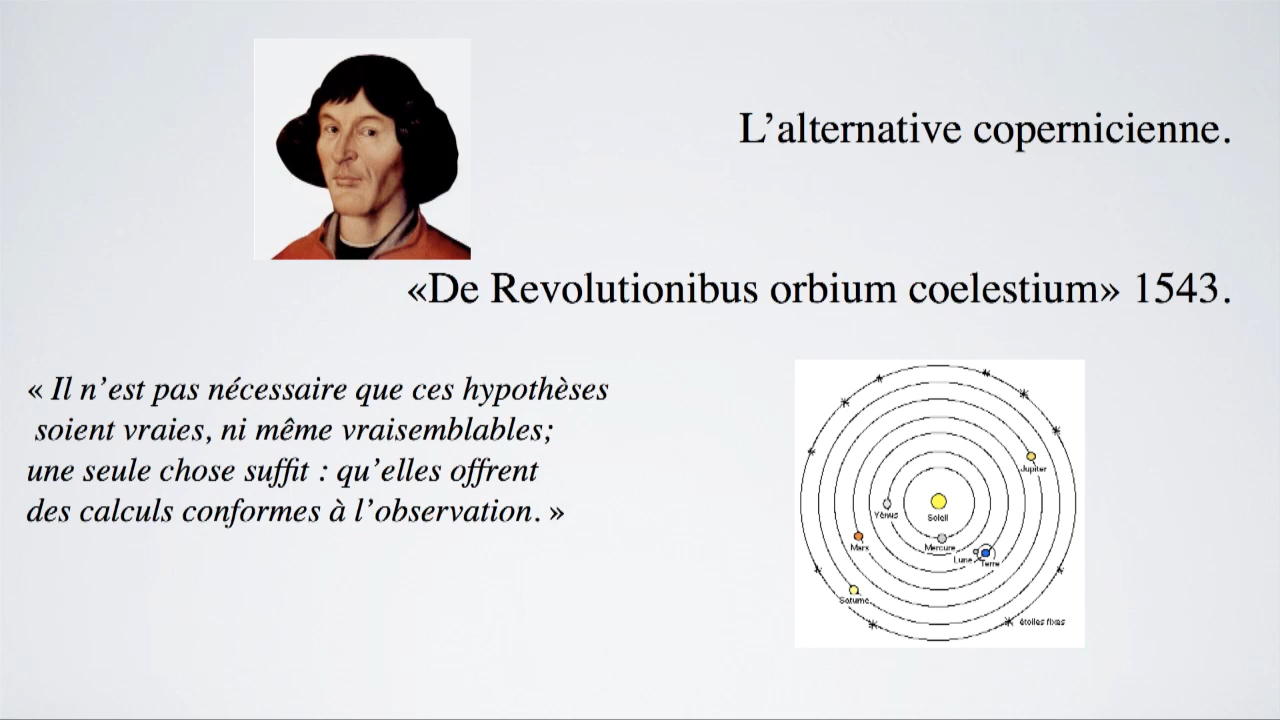 L’alternative copernicienne.
«De Revolutionibus orbium coelestium» 1543.
« Il n’est pas nécessaire que ces hypothèses
soient vraies, ni même vraisemblables;
une seule chose suffit : qu’elles offrent
des calculs conformes à l’observation. »
Jupiter
Vénus
Soleil
Mars
Mercure
Lune
Terre
Saturne
étoiles fixes